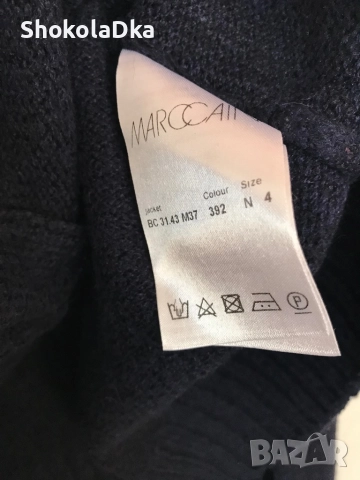 ShokolaDka
MARCCAIN
Jacket Colour Size
BC 31.43 M37 392 N 4
P
BAZAR